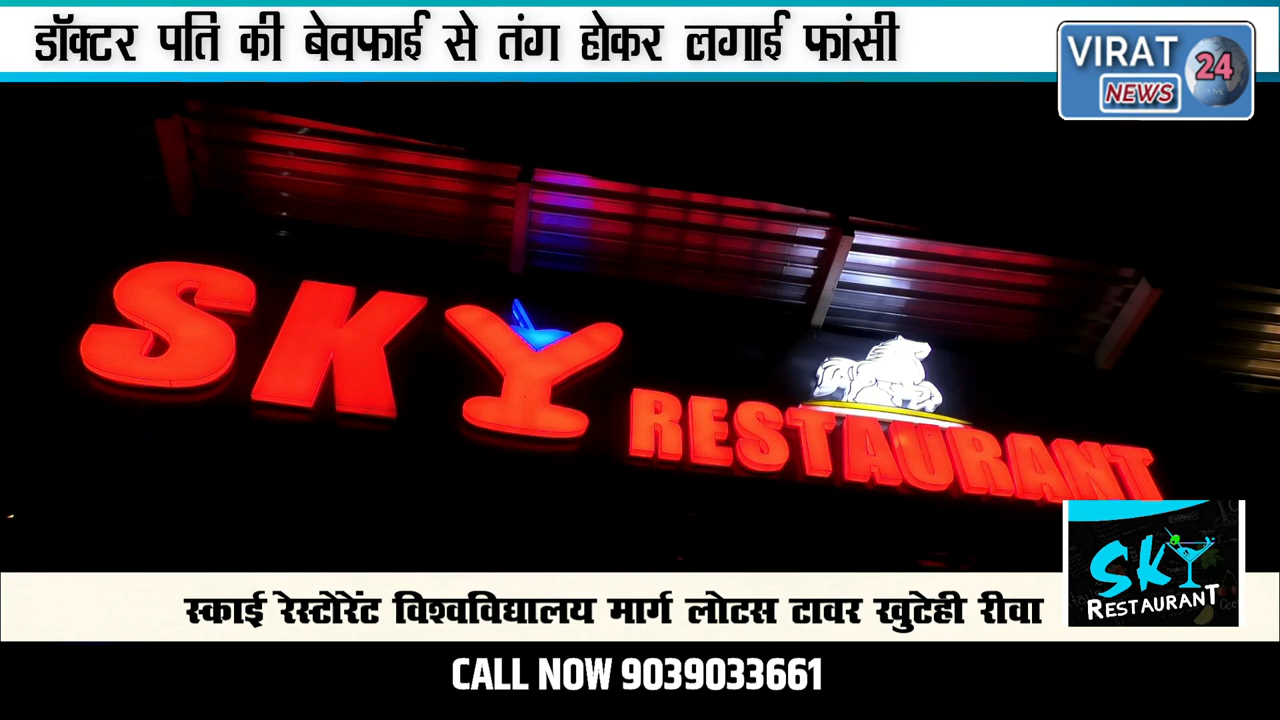 डॉक्टर पति की बेवफाई से तंग होकर लगाई फांसी
VIRAT 24
NEWS
SKY RESTAURANT
SKY
RESTAURANT
स्काई रेस्टोरेंट विश्वविद्यालय मार्ग लोटस टावर खुटेही रीवा
CALL NOW 9039033661